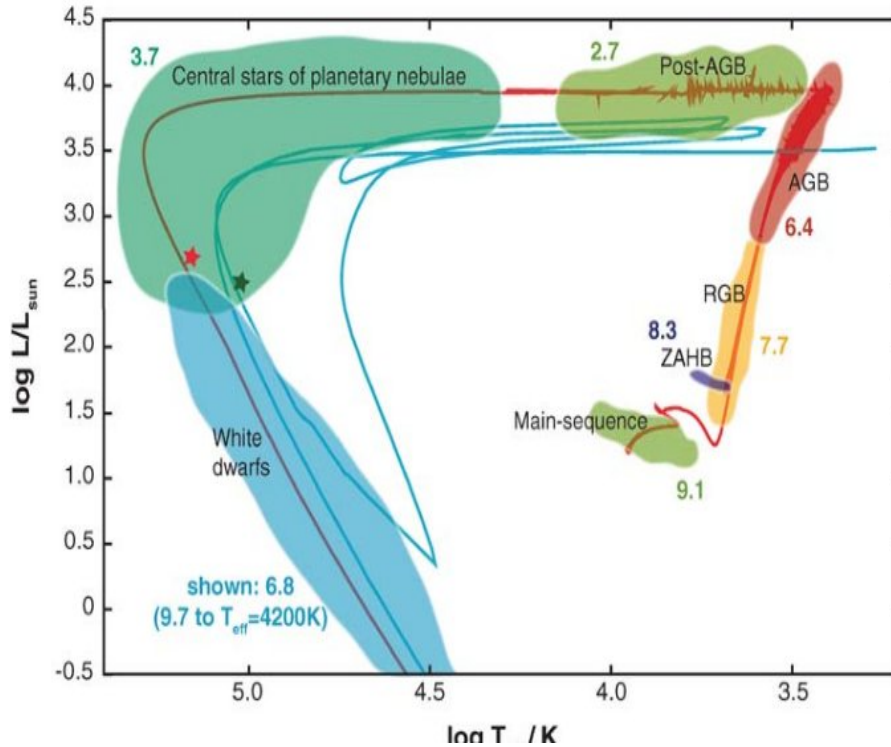 4.5
3.7
2.7
Central stars of planetary nebulae
Post-AGB
4.0
3.5
AGB
3.0
6.4
2.5
RGB
8.3
ZAHB
7.7
2.0
log L/Lsun
1.5
Main-sequence
White
dwarfs
1.0
9.1
0.5
shown: 6.8
(9.7 to Teff=4200K)
0
-0.5
5.0 4.5 4.0 3.5
log T / K